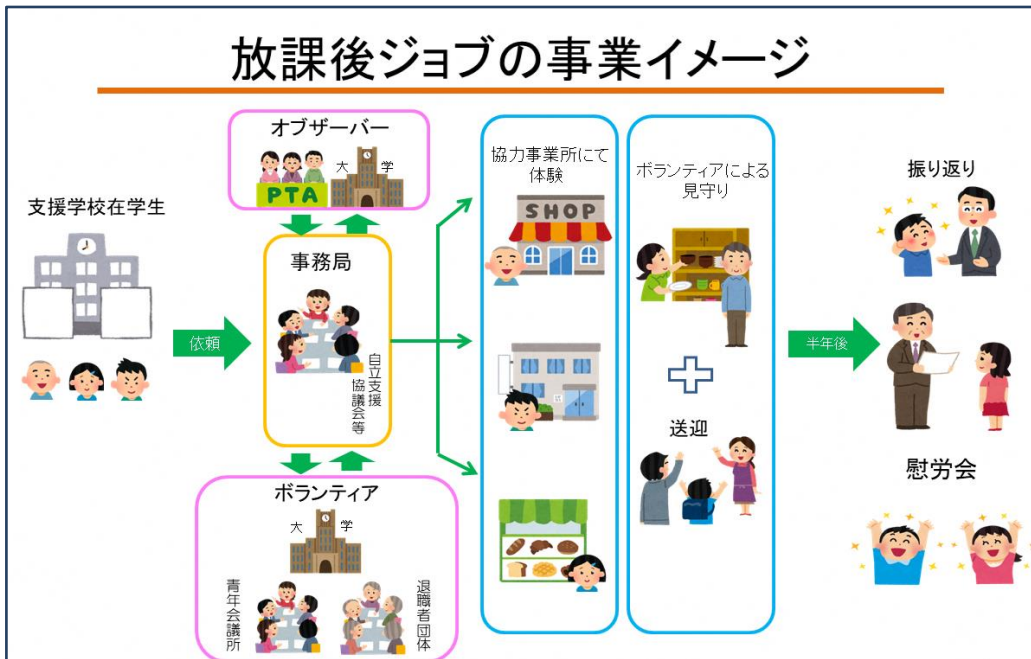 放課後ジョブの事業イメージ
支援学校在学生
依頼
オブザーバー
PTA
大 学
事務局
自立支援
協議会等
ボランティア
大 学
青年会議所
退職者団体
協力事業所にて
体験
SHOP
ボランティアによる
見守り
送迎
半年後
振り返り
慰労会